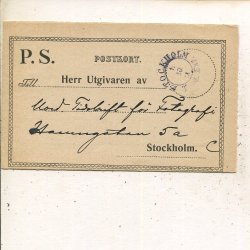 P. S.
POSTKORT.
STOCKHOLM
Till Herr Utgivaren av
Nord. Tidskrift för Fotografi
Hamngatan 5a
Stockholm. C